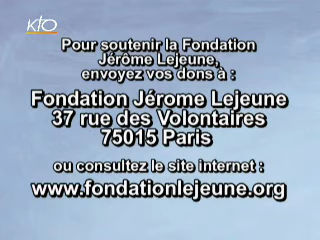 KTO
Pour soutenir la Fondation
Jérôme Lejeune,
envoyez vos dons à :
Fondation Jérome Lejeune
37 rue des Volontaires
75015 Paris
ou consultez le site internet :
www.fondationlejeune.org